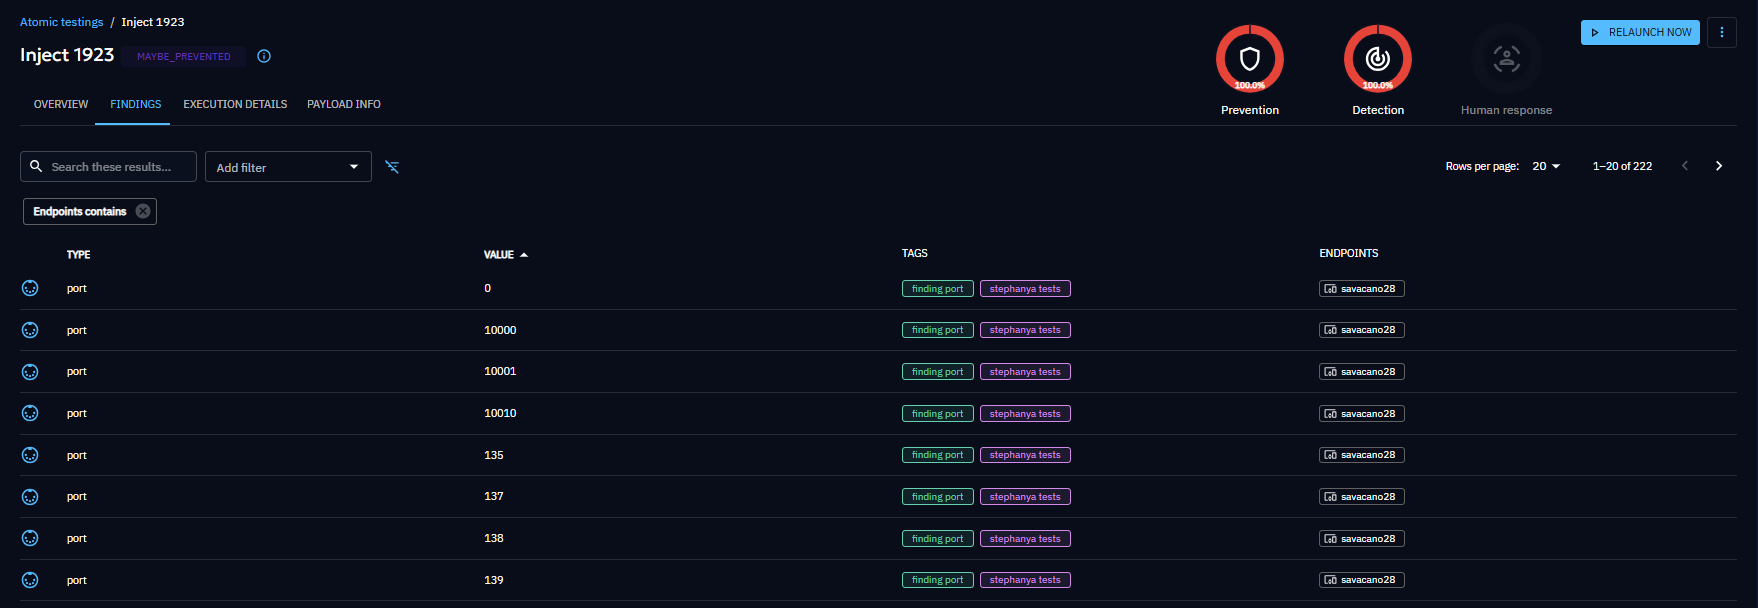 Atomic testings / Inject 1923
Inject 1923 MAYBE_PREVENTED
100.0% 100.0%
Prevention Detection Human response
RELAUNCH NOW
OVERVIEW FINDINGS EXECUTION DETAILS PAYLOAD INFO
Search these results... Add filter Rows per page: 20 1–20 of 222
Endpoints contains
TYPE VALUE TAGS ENDPOINTS
port 0 finding port stephanya tests savacano28
port 10000 finding port stephanya tests savacano28
port 10001 finding port stephanya tests savacano28
port 10010 finding port stephanya tests savacano28
port 135 finding port stephanya tests savacano28
port 137 finding port stephanya tests savacano28
port 138 finding port stephanya tests savacano28
port 139 finding port stephanya tests savacano28